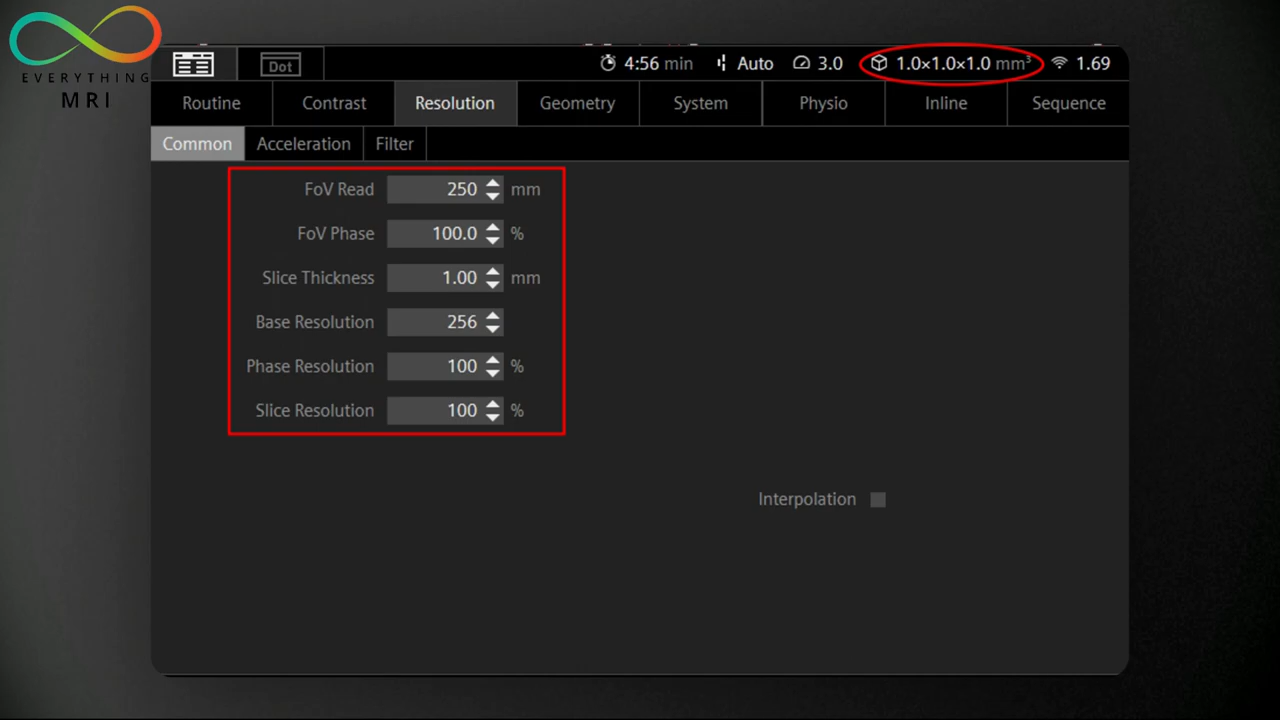 EVERYTHING
MRI
Dot
4:56 min Auto 3.0 1.0×1.0×1.0 mm³ 1.69
Routine Contrast Resolution Geometry System Physio Inline Sequence
Common Acceleration Filter
FoV Read 250 mm
FoV Phase 100.0 %
Slice Thickness 1.00 mm
Base Resolution 256
Phase Resolution 100 %
Slice Resolution 100 %
Interpolation